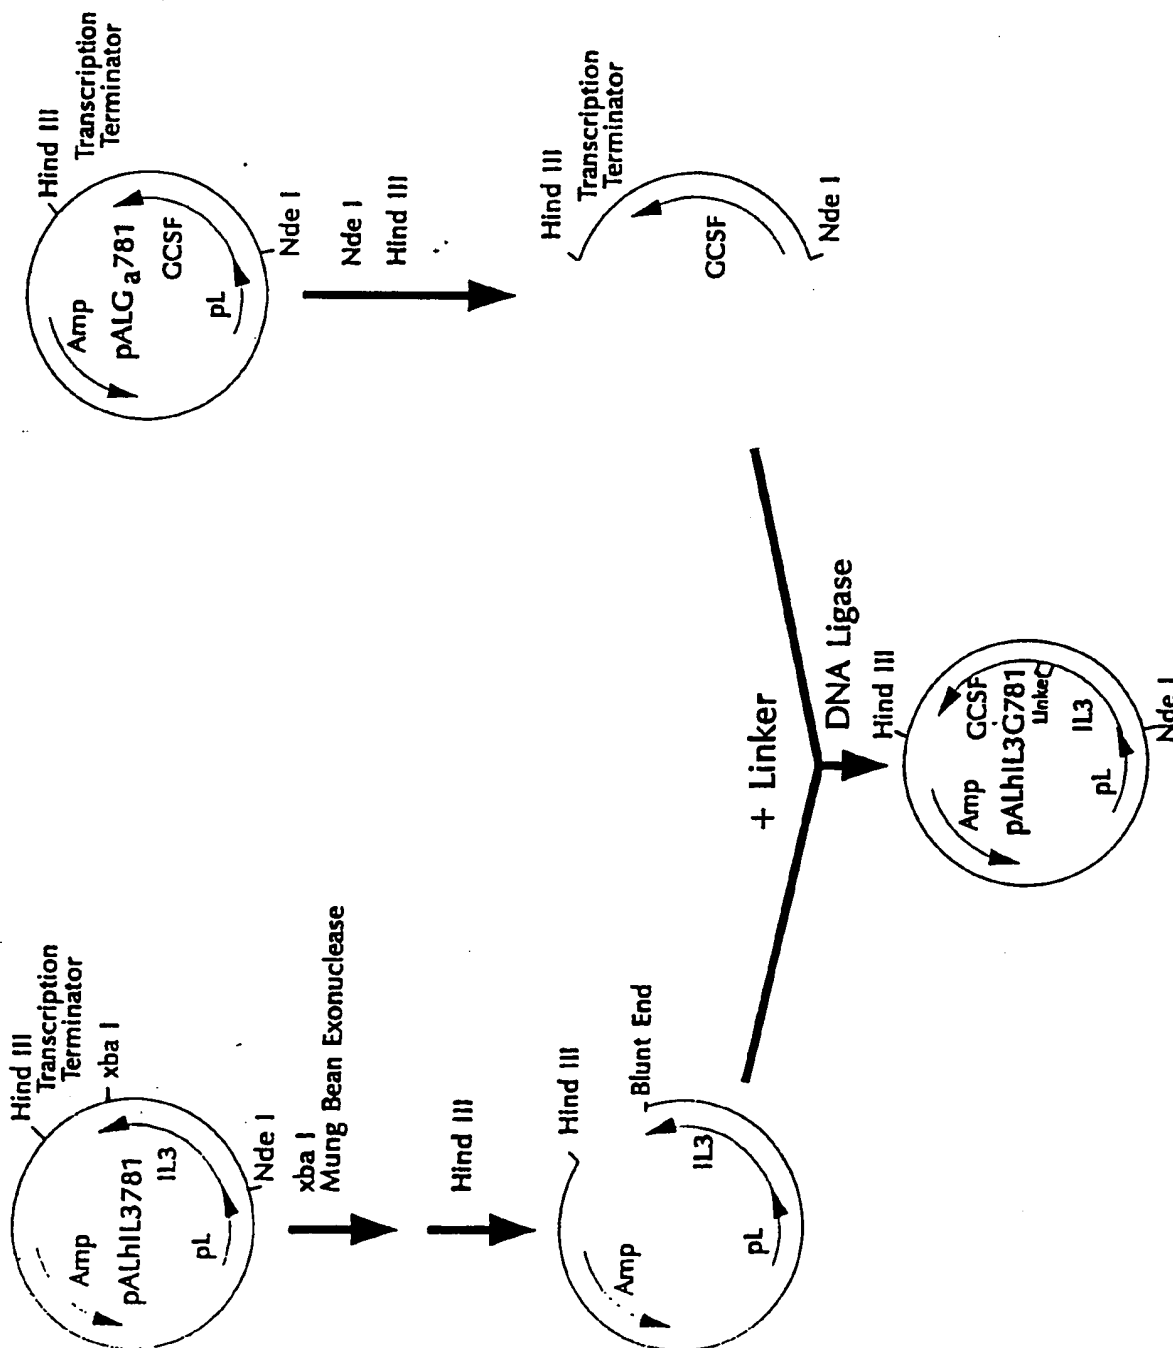 Hind III
Transcription
Terminator
xba I
Amp
pALhIL3781
IL3
pL
Nde I
xba I
Mung Bean Exonuclease
Hind III
Hind III
Blunt End
Amp
IL3
pL
Hind III
Transcription
Terminator
Amp
pALGa781
GCSF
pL
Nde I
Nde I
Hind III
Hind III
Transcription
Terminator
GCSF
Nde I
+ Linker
DNA Ligase
Hind III
Amp
GCSF
pALhIL3G781
Linker
IL3
pL
Nde I